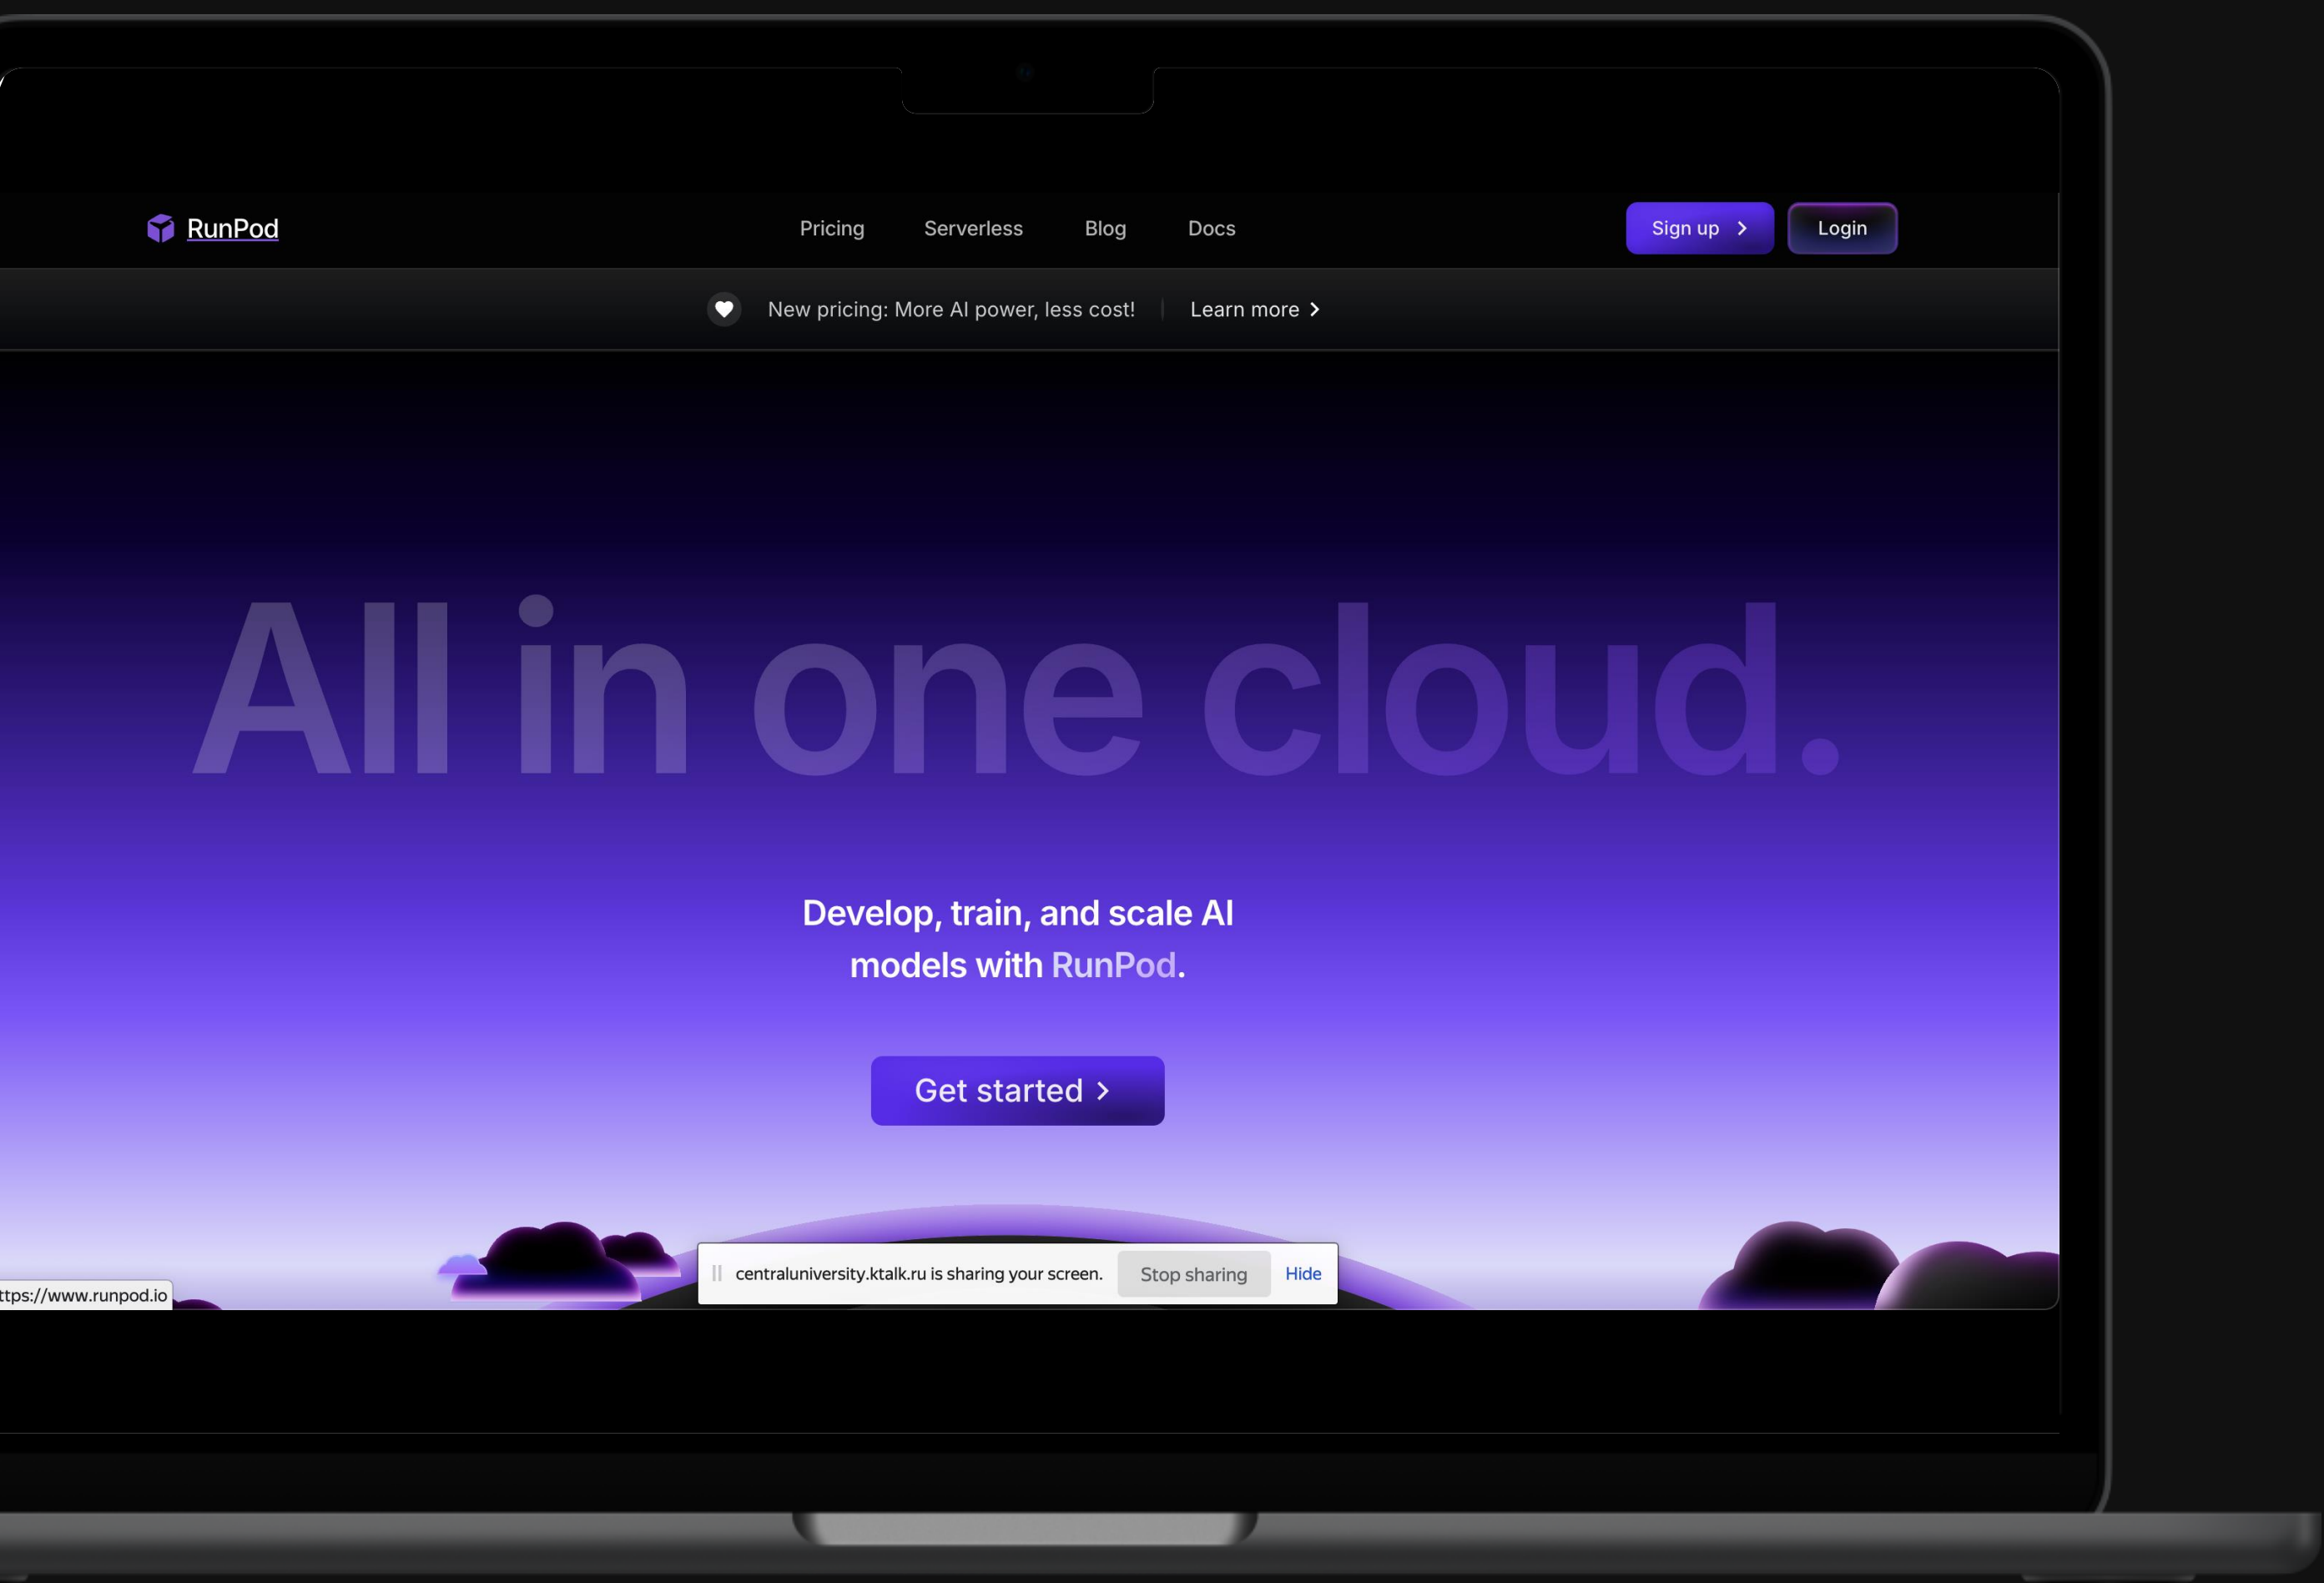 RunPod
Pricing
Serverless
Blog
Docs
Sign up
Login
New pricing: More AI power, less cost!
Learn more
All in one cloud.
Develop, train, and scale AI
models with RunPod.
Get started
centraluniversity.ktalk.ru is sharing your screen.
Stop sharing
Hide
ttps://www.runpod.io